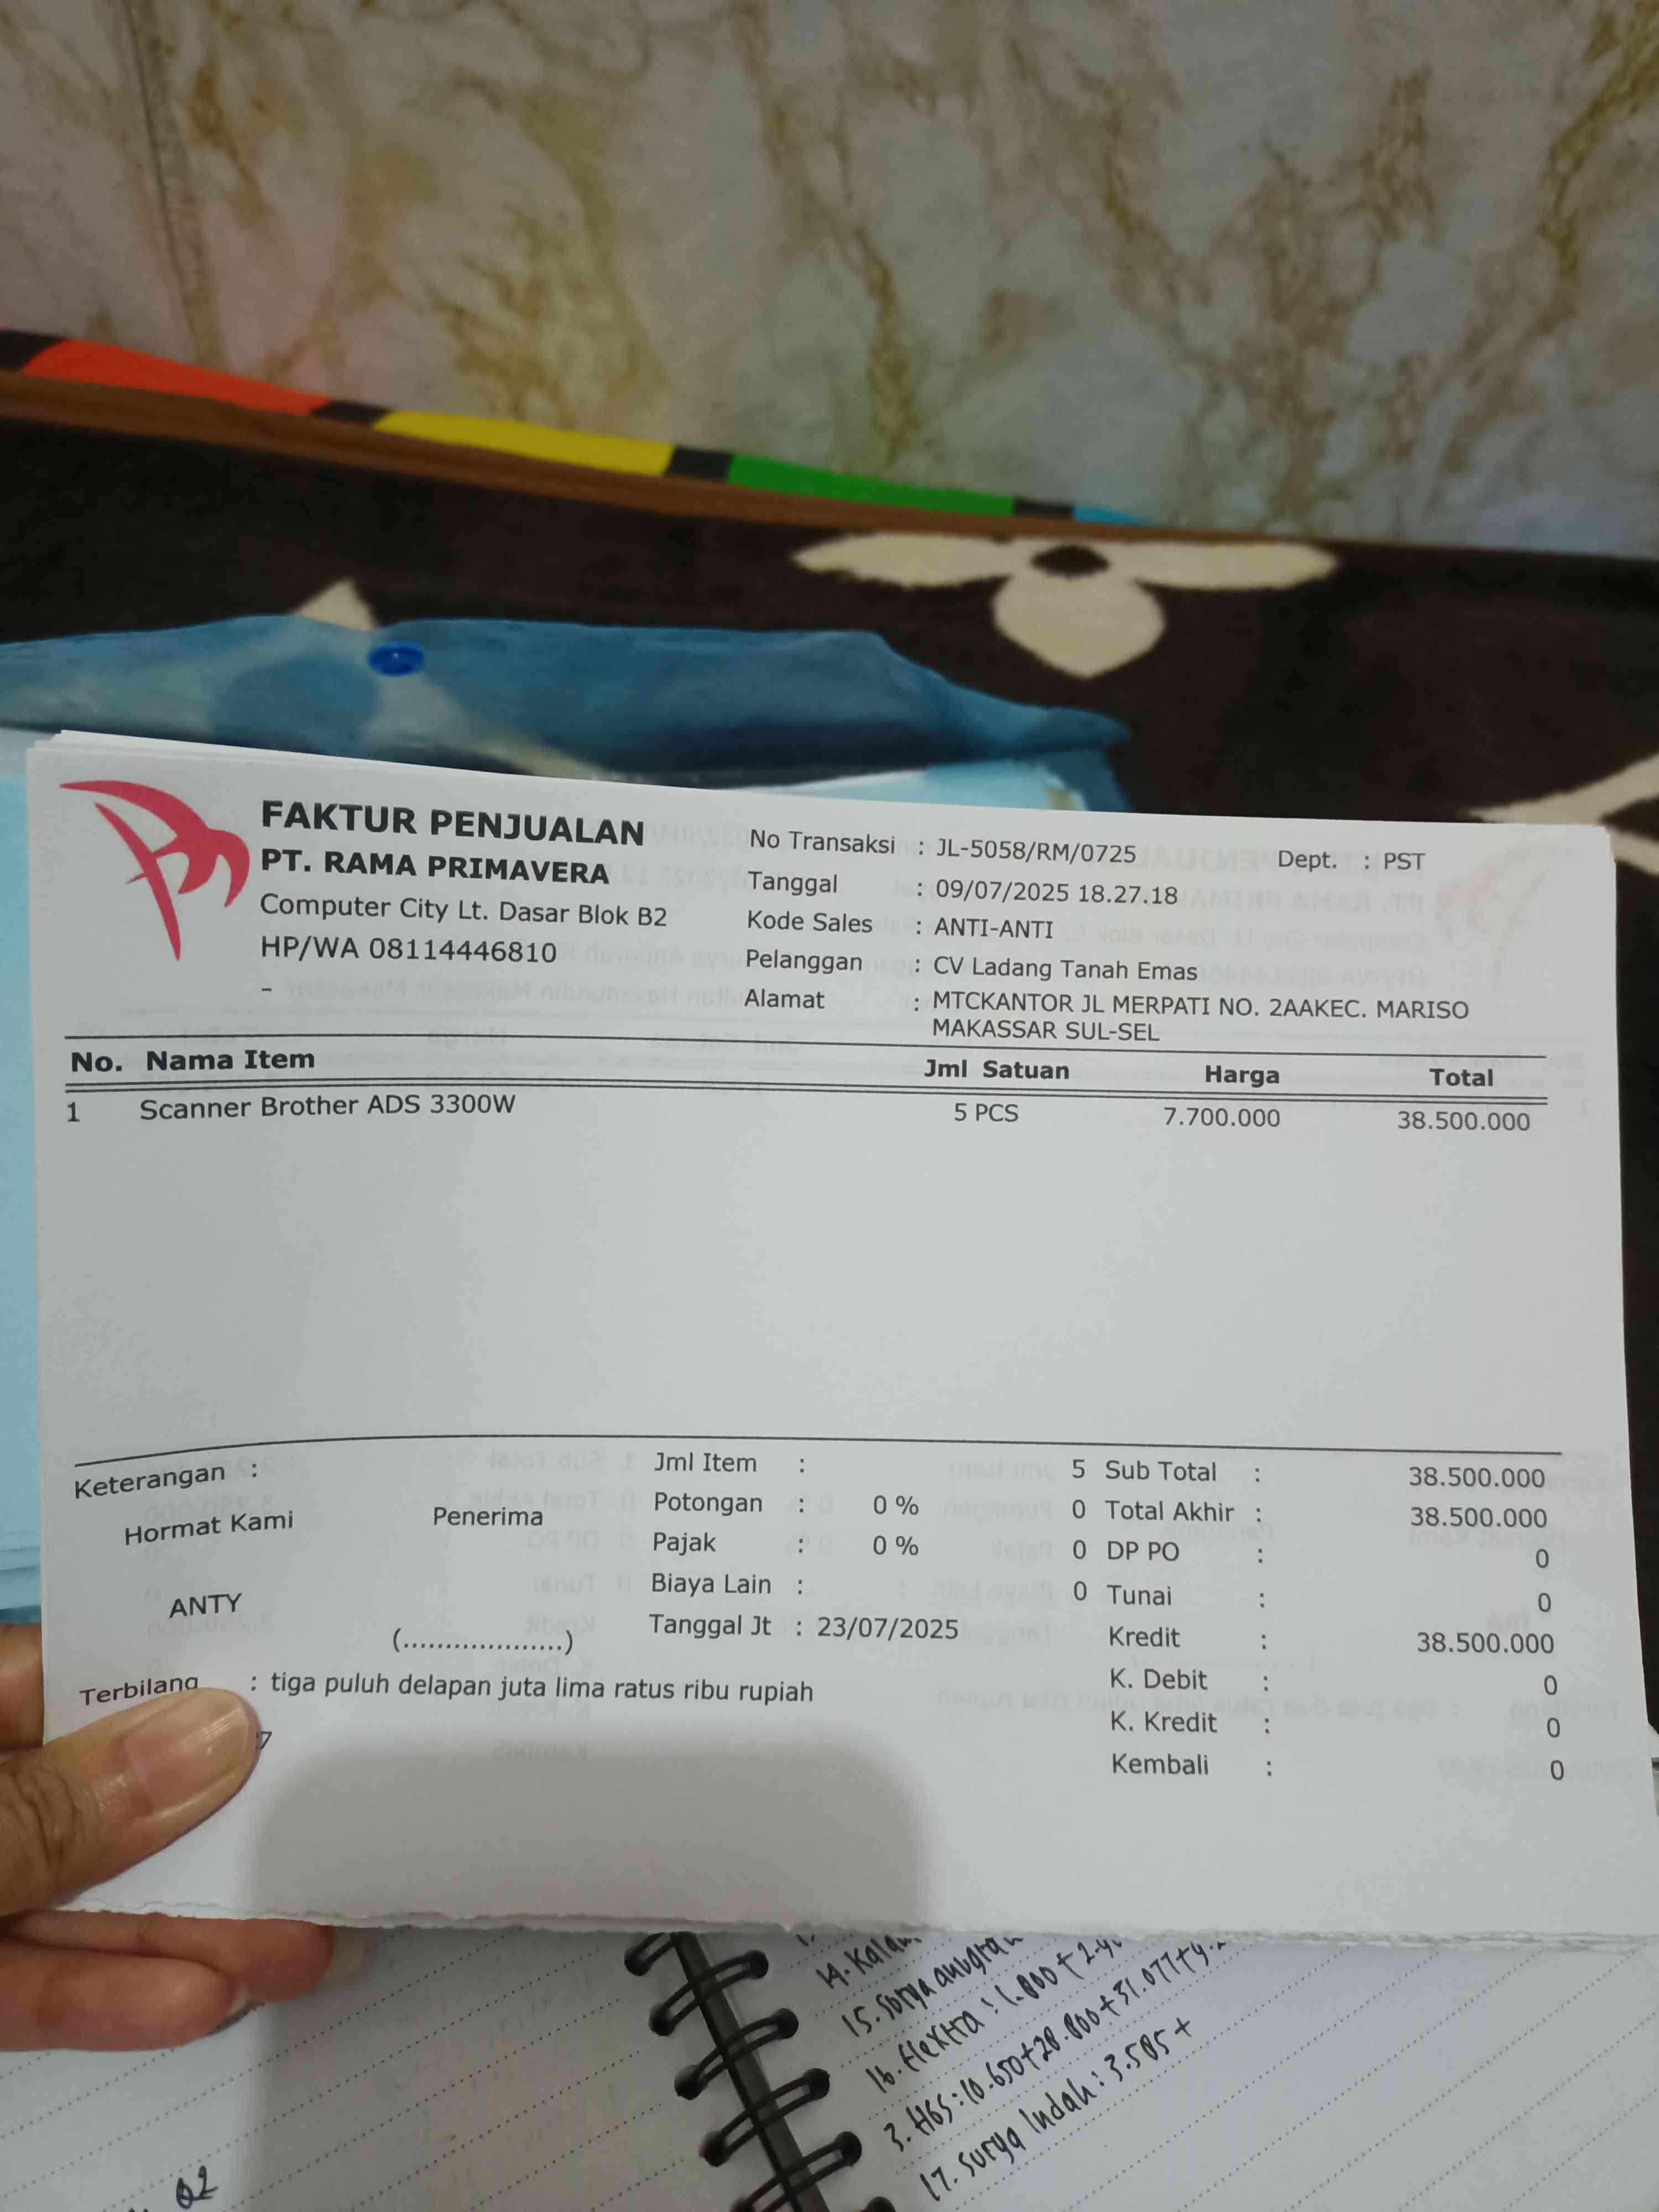 FAKTUR PENJUALAN
PT. RAMA PRIMAVERA
Computer City Lt. Dasar Blok B2
HP/WA 08114446810
-
No Transaksi : JL-5058/RM/0725 Dept. : PST
Tanggal : 09/07/2025 18.27.18
Kode Sales : ANTI-ANTI
Pelanggan : CV Ladang Tanah Emas
Alamat : MTCKANTOR JL MERPATI NO. 2AAKEC. MARISO
MAKASSAR SUL-SEL
No. Nama Item Jml Satuan Harga Total
1 Scanner Brother ADS 3300W 5 PCS 7.700.000 38.500.000
Keterangan :
Hormat Kami Penerima
ANTY
(...................)
Jml Item : 5
Potongan : 0 % 0
Pajak : 0 % 0
Biaya Lain : 0
Tanggal Jt : 23/07/2025
Sub Total : 38.500.000
Total Akhir : 38.500.000
DP PO : 0
Tunai : 0
Kredit : 38.500.000
K. Debit : 0
K. Kredit : 0
Kembali : 0
Terbilang : tiga puluh delapan juta lima ratus ribu rupiah
14.
15. Surya
16. Elextra : 1.800 +
3. HGS : 10.650+28.800+31.077+
17. Surya Indah : 3.585 +